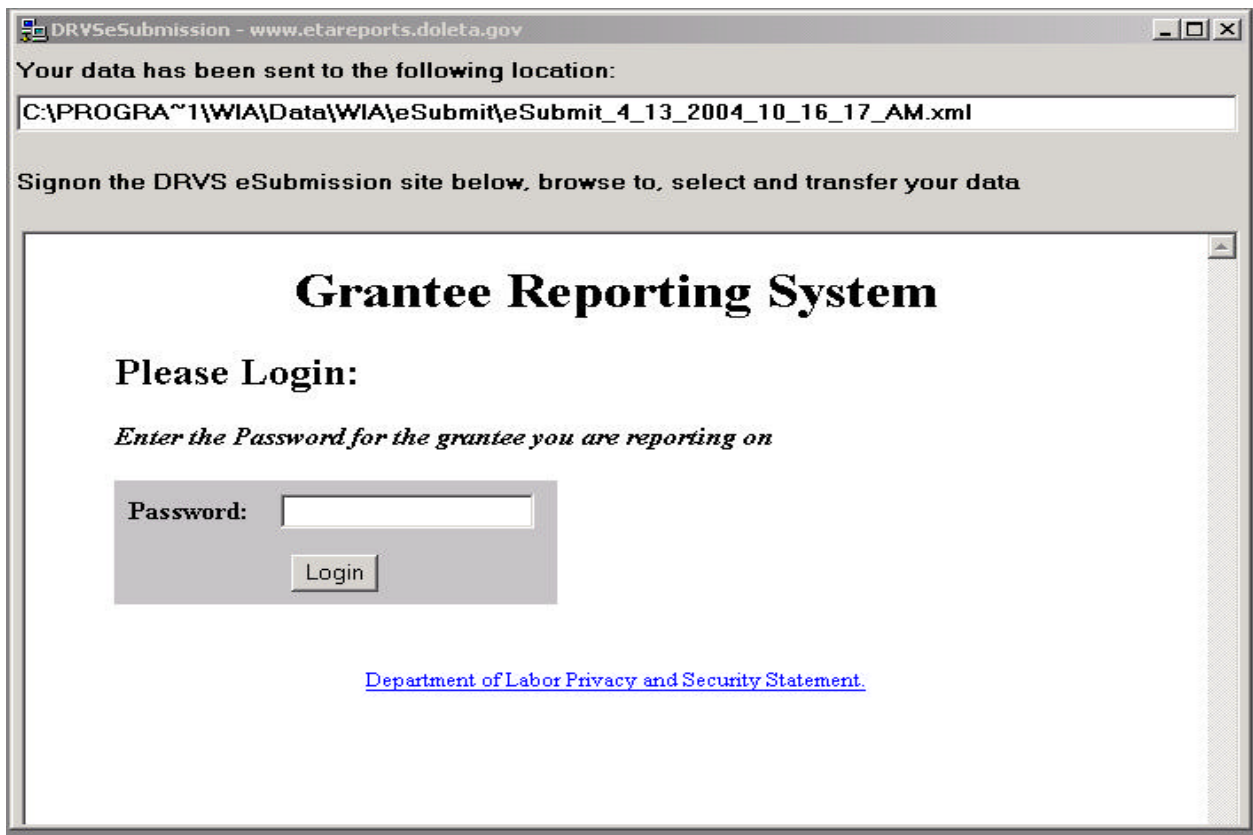 DRVSeSubmission - www.etareports.doleta.gov
Your data has been sent to the following location:
C:\PROGRA~1\WIA\Data\WIA\eSubmit\eSubmit_4_13_2004_10_16_17_AM.xml
Signon the DRVS eSubmission site below, browse to, select and transfer your data
Grantee Reporting System
Please Login:
Enter the Password for the grantee you are reporting on
Password:
Login
Department of Labor Privacy and Security Statement.